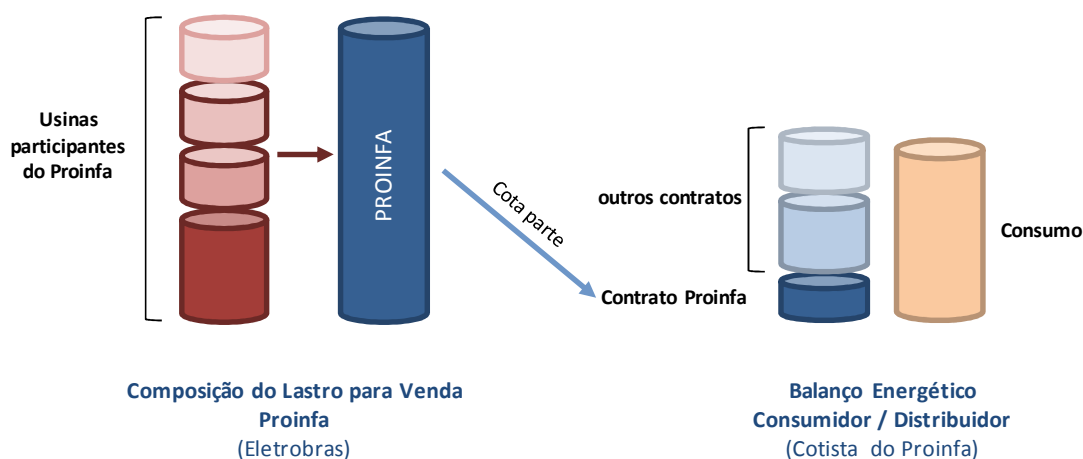 Usinas
participantes
do Proinfa
PROINFA
Cota parte
outros contratos
Contrato Proinfa
Consumo
Composição do Lastro para Venda
Proinfa
(Eletrobras)
Balanço Energético
Consumidor / Distribuidor
(Cotista do Proinfa)